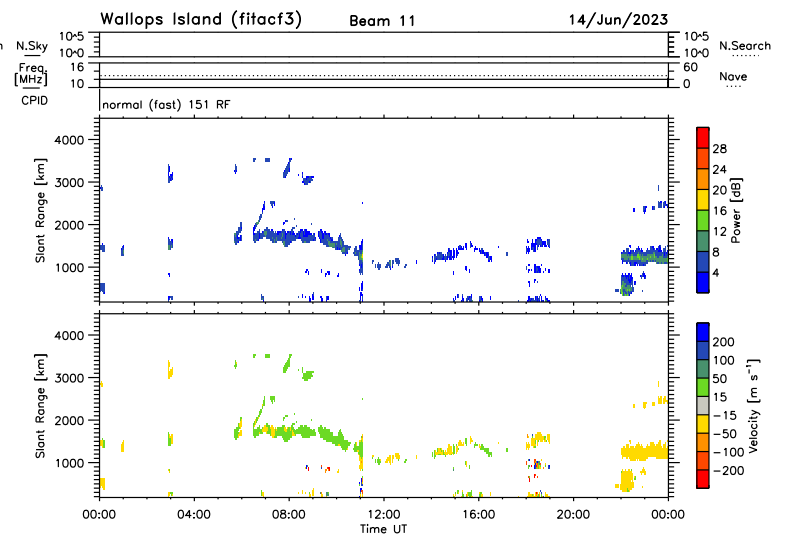 Wallops Island (fitacf3) Beam 11 14/Jun/2023
n N.Sky 10^5 10^5 N.Search
10^0 10^0
Freq. 16 60 Nave
[MHz] 10 0
CPID normal (fast) 151 RF
4000
3000
2000
1000
Slant Range [km]
28
24
20
16
12
8
4
Power [dB]
4000
3000
2000
1000
Slant Range [km]
200
100
50
15
-15
-50
-100
-200
Velocity [m s⁻¹]
00:00 04:00 08:00 12:00 16:00 20:00 00:00
Time UT